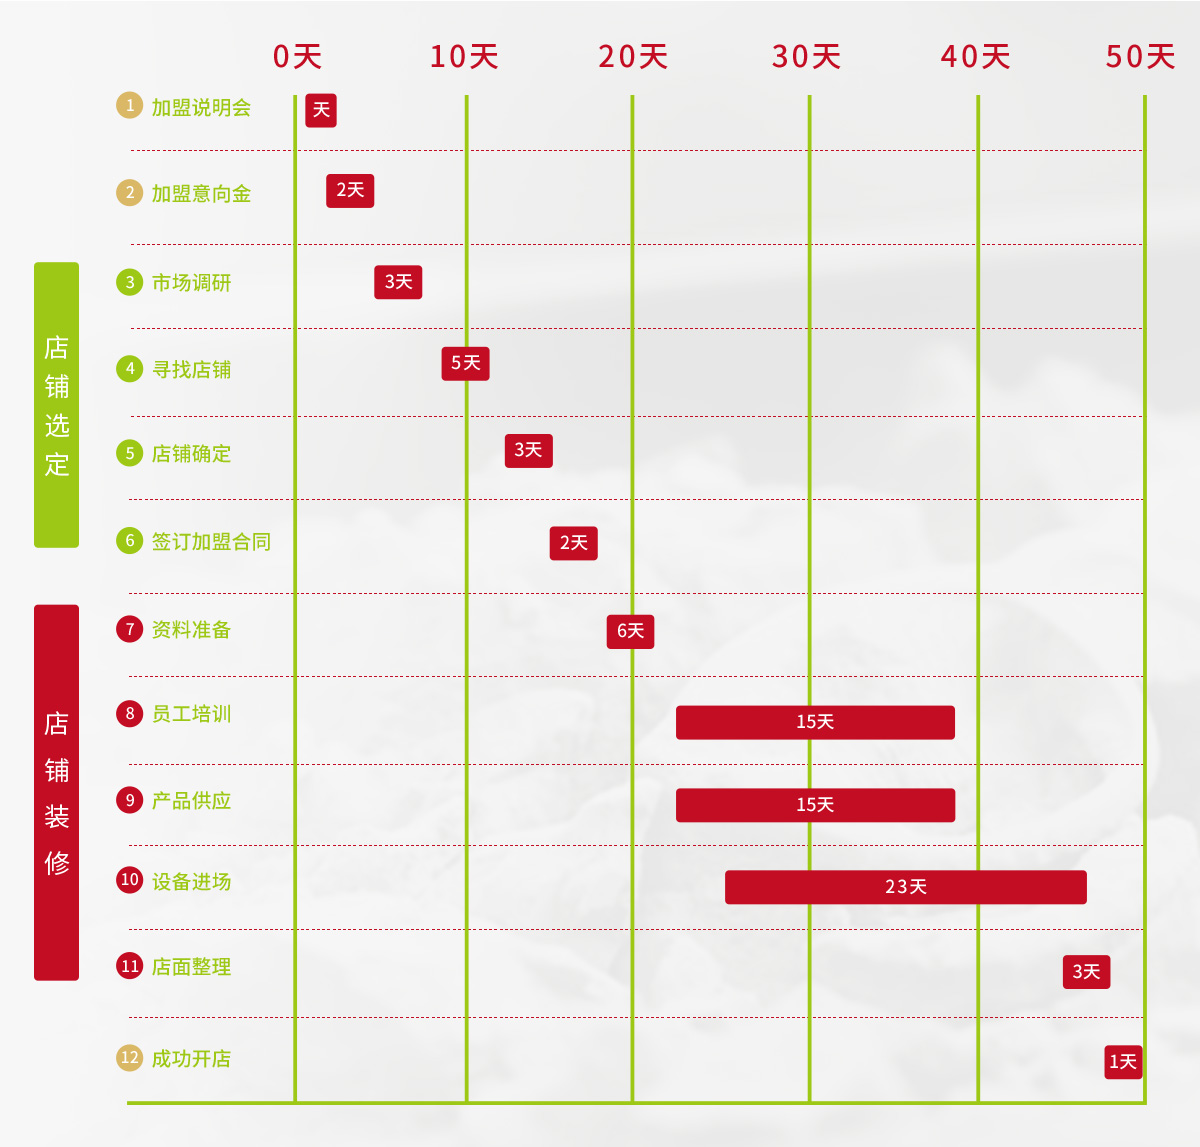 0天 10天 20天 30天 40天 50天
1 加盟说明会 天
2 加盟意向金 2天
店铺选定
3 市场调研 3天
4 寻找店铺 5天
5 店铺确定 3天
6 签订加盟合同 2天
店铺装修
7 资料准备 6天
8 员工培训 15天
9 产品供应 15天
10 设备进场 23天
11 店面整理 3天
12 成功开店 1天